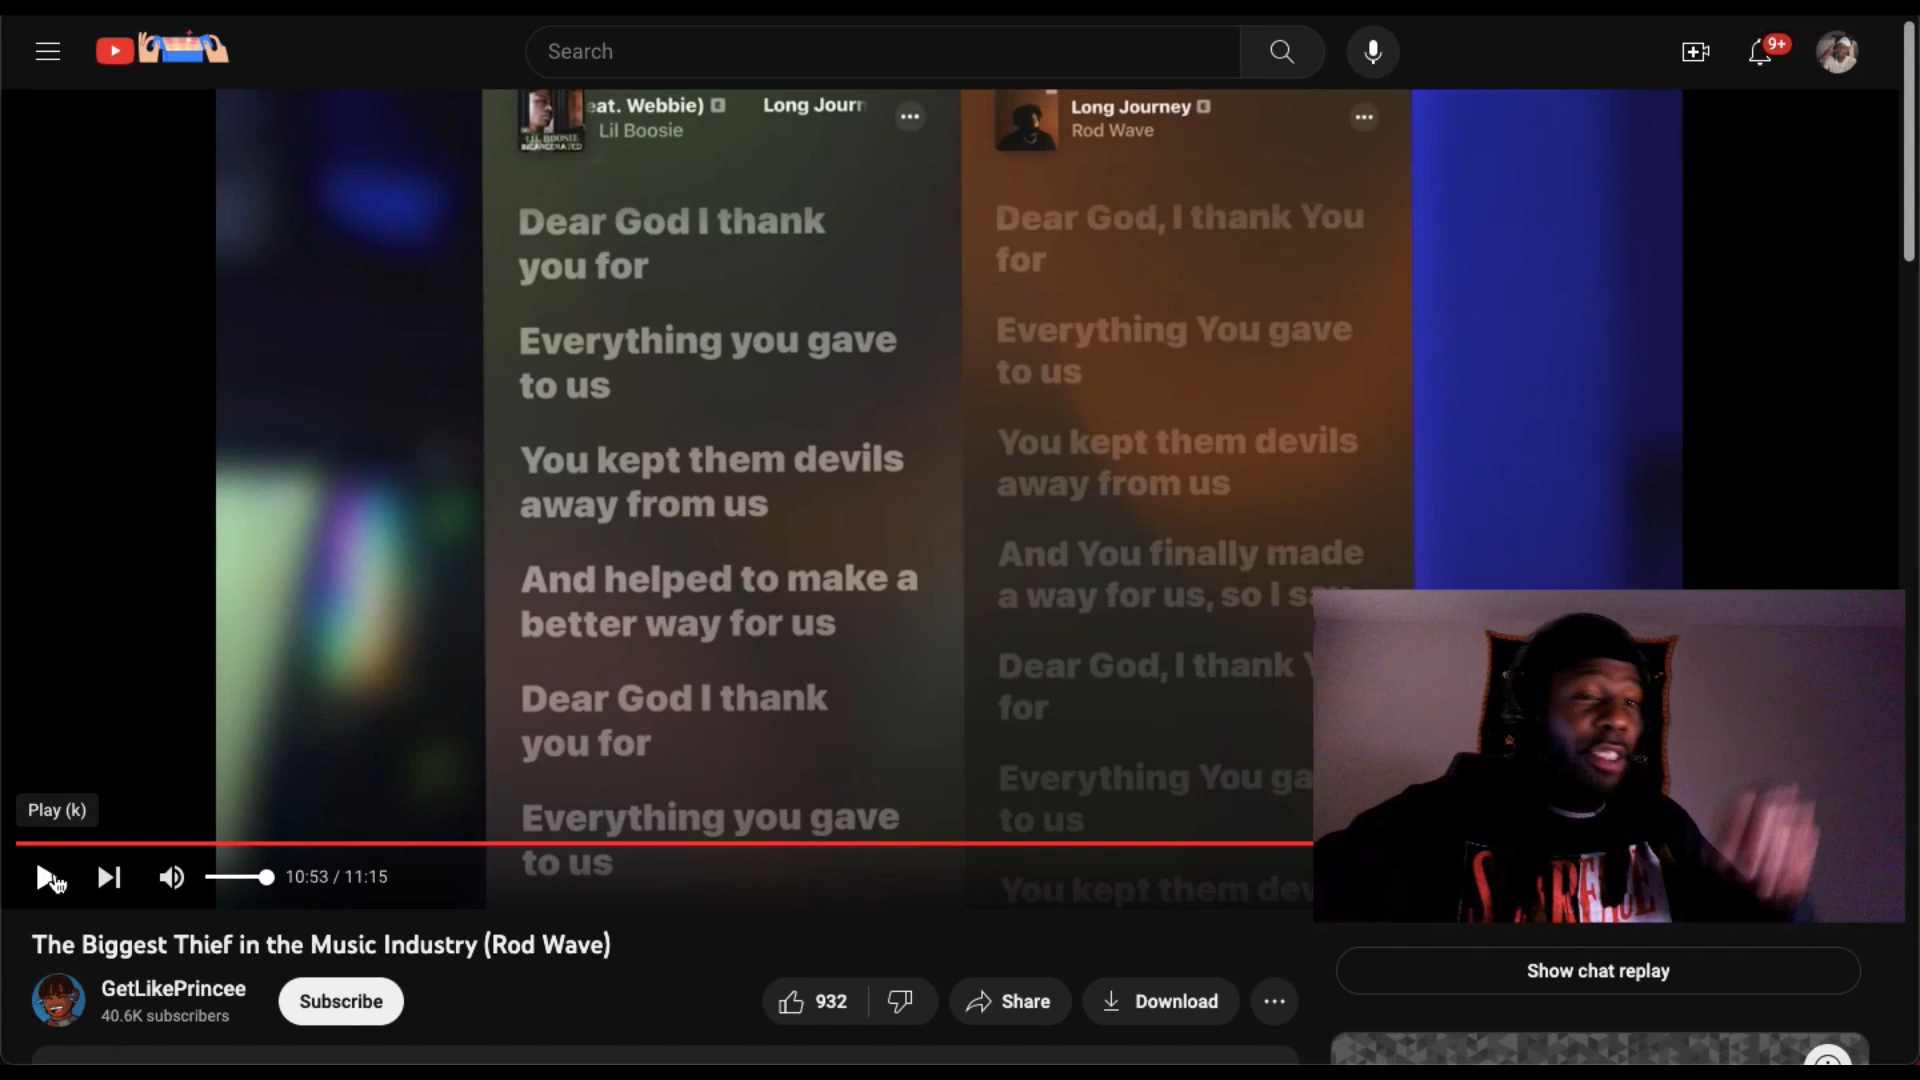 Search
9+
eat. Webbie) E Long Jour
Lil Boosie
LIL BOOSIE
INCARCERATED
Dear God I thank
you for
Everything you gave
to us
You kept them devils
away from us
And helped to make a
better way for us
Dear God I thank
you for
Everything you gave
to us
Long Journey E
Rod Wave
Dear God, I thank You
for
Everything You gave
to us
You kept them devils
away from us
And You finally made
a way for us, so I
Dear God, I thank
for
Everything You ga
to us
You kept them dev
Play (k)
10:53 / 11:15
The Biggest Thief in the Music Industry (Rod Wave)
GetLikePrincee
40.6K subscribers
Subscribe
932
Share
Download
Show chat replay